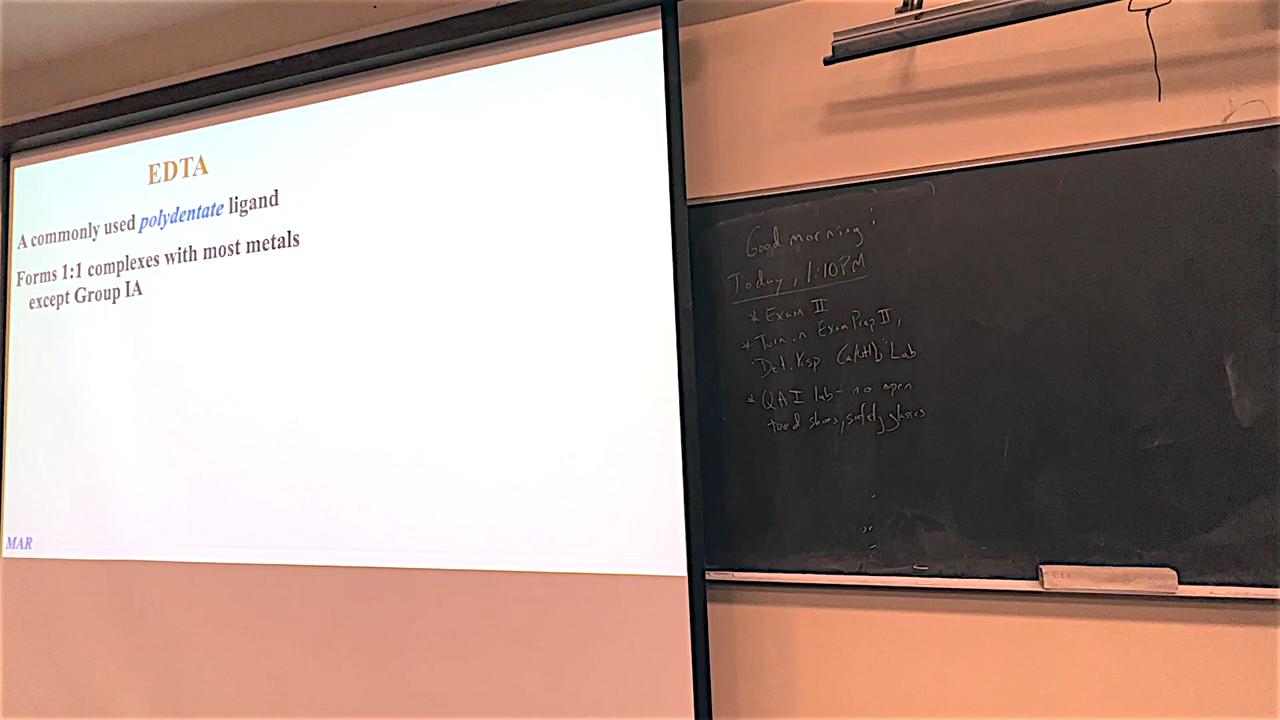 EDTA
A commonly used polydentate ligand
Forms 1:1 complexes with most metals
except Group IA
MAR
Good morning!
Today, 1:10PM
* Exam II
* Turn in Exam Prep II,
"Det. Ksp Ca(OH)2" Lab
* QA I lab - no open
toed shoes, safety glasses